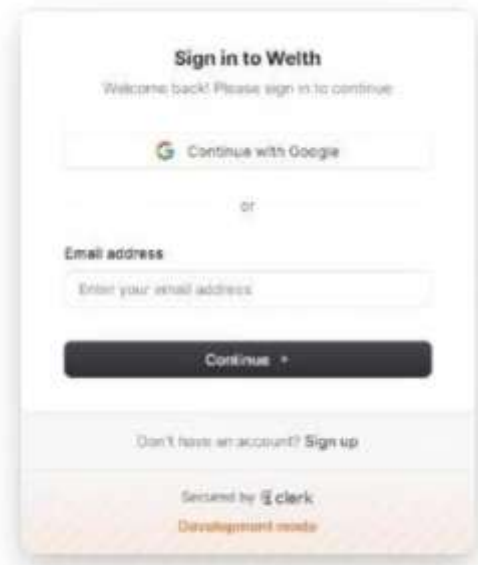 Sign in to Welth
Welcome back! Please sign in to continue
Continue with Google
or
Email address
Enter your email address
Continue
Don't have an account? Sign up
Secured by clerk
Development mode